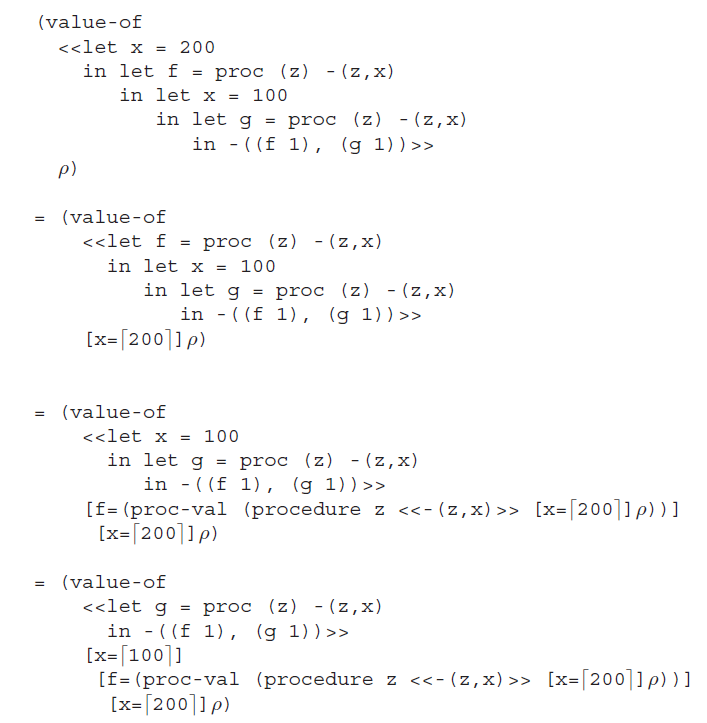 (value-of
<<let x = 200
in let f = proc (z) -(z,x)
in let x = 100
in let g = proc (z) -(z,x)
in -((f 1), (g 1))>>
ρ)
= (value-of
<<let f = proc (z) -(z,x)
in let x = 100
in let g = proc (z) -(z,x)
in -((f 1), (g 1))>>
[x=⌈200⌉]ρ)
= (value-of
<<let x = 100
in let g = proc (z) -(z,x)
in -((f 1), (g 1))>>
[f=(proc-val (procedure z <<-(z,x)>> [x=⌈200⌉]ρ))]
[x=⌈200⌉]ρ)
= (value-of
<<let g = proc (z) -(z,x)
in -((f 1), (g 1))>>
[x=⌈100⌉]
[f=(proc-val (procedure z <<-(z,x)>> [x=⌈200⌉]ρ))]
[x=⌈200⌉]ρ)